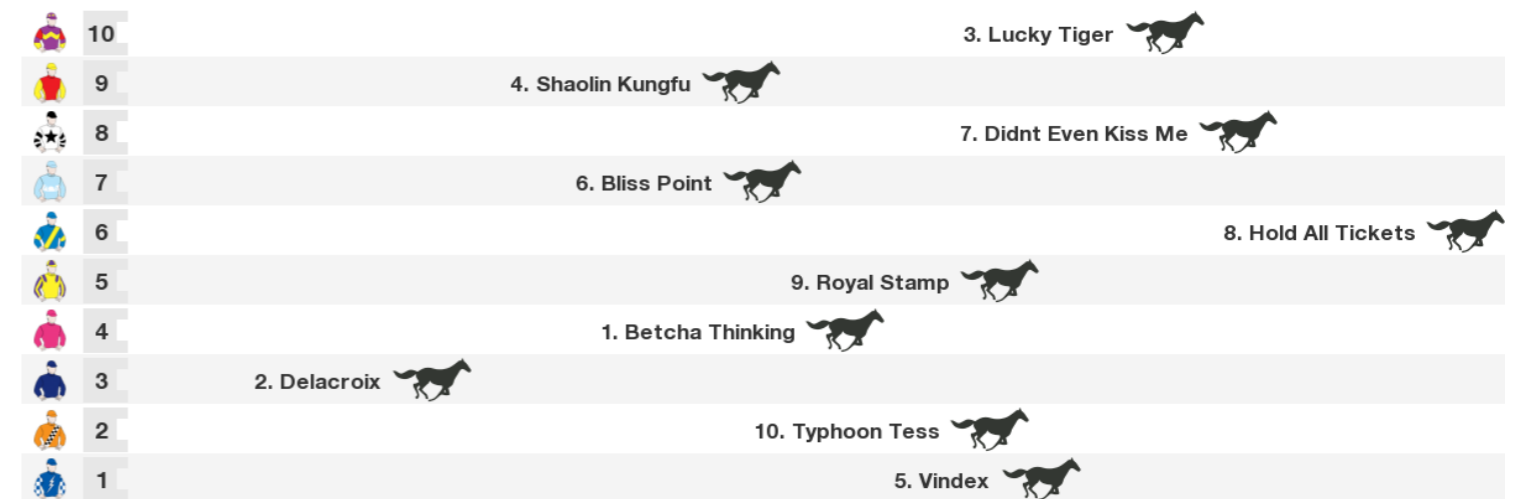 10 3. Lucky Tiger
9 4. Shaolin Kungfu
8 7. Didnt Even Kiss Me
7 6. Bliss Point
6 8. Hold All Tickets
5 9. Royal Stamp
4 1. Betcha Thinking
3 2. Delacroix
2 10. Typhoon Tess
1 5. Vindex